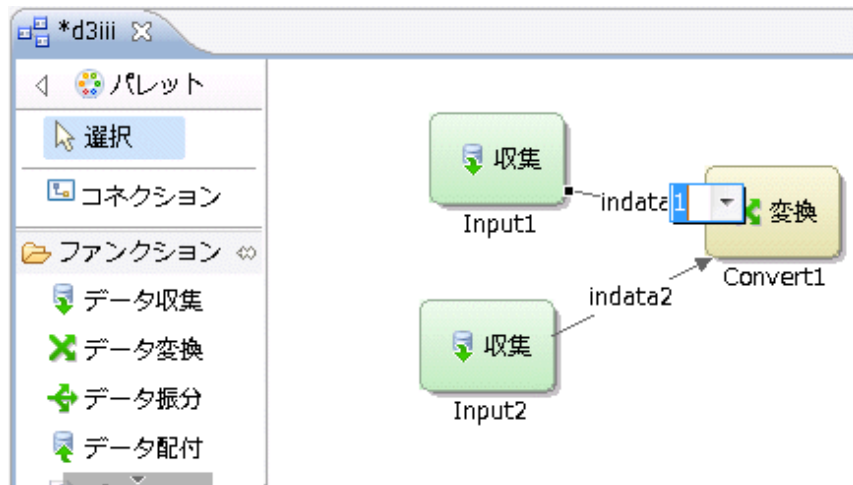 *d3iii
パレット
選択
コネクション
ファンクション
データ収集
データ変換
データ振分
データ配付
収集
Input1
indata1
変換
Convert1
indata2
収集
Input2